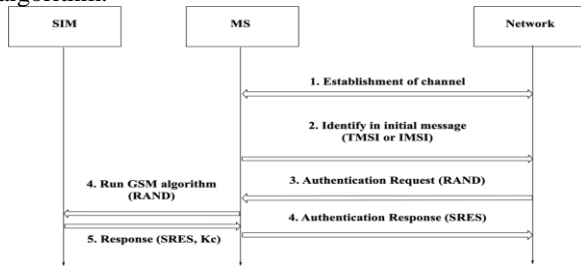 algorithm.
SIM
MS
Network
1. Establishment of channel
2. Identify in initial message
(TMSI or IMSI)
4. Run GSM algorithm
(RAND)
3. Authentication Request (RAND)
4. Authentication Response (SRES)
5. Response (SRES, Kc)